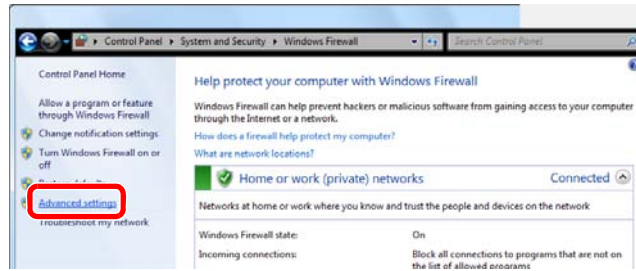 Control Panel ▸ System and Security ▸ Windows Firewall
Search Control Panel
Control Panel Home
Allow a program or feature
through Windows Firewall
Change notification settings
Turn Windows Firewall on or
off
Advanced settings
Troubleshoot my network
Help protect your computer with Windows Firewall
Windows Firewall can help prevent hackers or malicious software from gaining access to your computer
through the Internet or a network.
How does a firewall help protect my computer?
What are network locations?
Home or work (private) networks Connected
Networks at home or work where you know and trust the people and devices on the network
Windows Firewall state: On
Incoming connections: Block all connections to programs that are not on
the list of allowed programs